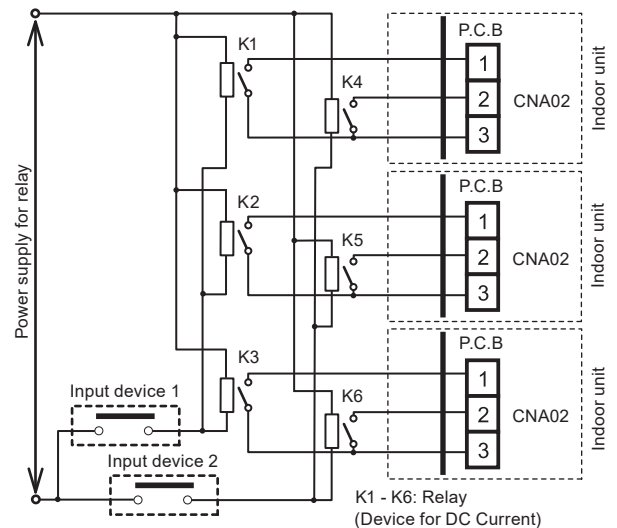 Power supply for relay
K1
K4
P.C.B
1
2
3
CNA02
Indoor unit
K2
K5
P.C.B
1
2
3
CNA02
Indoor unit
K3
K6
P.C.B
1
2
3
CNA02
Indoor unit
Input device 1
Input device 2
K1 - K6: Relay
(Device for DC Current)